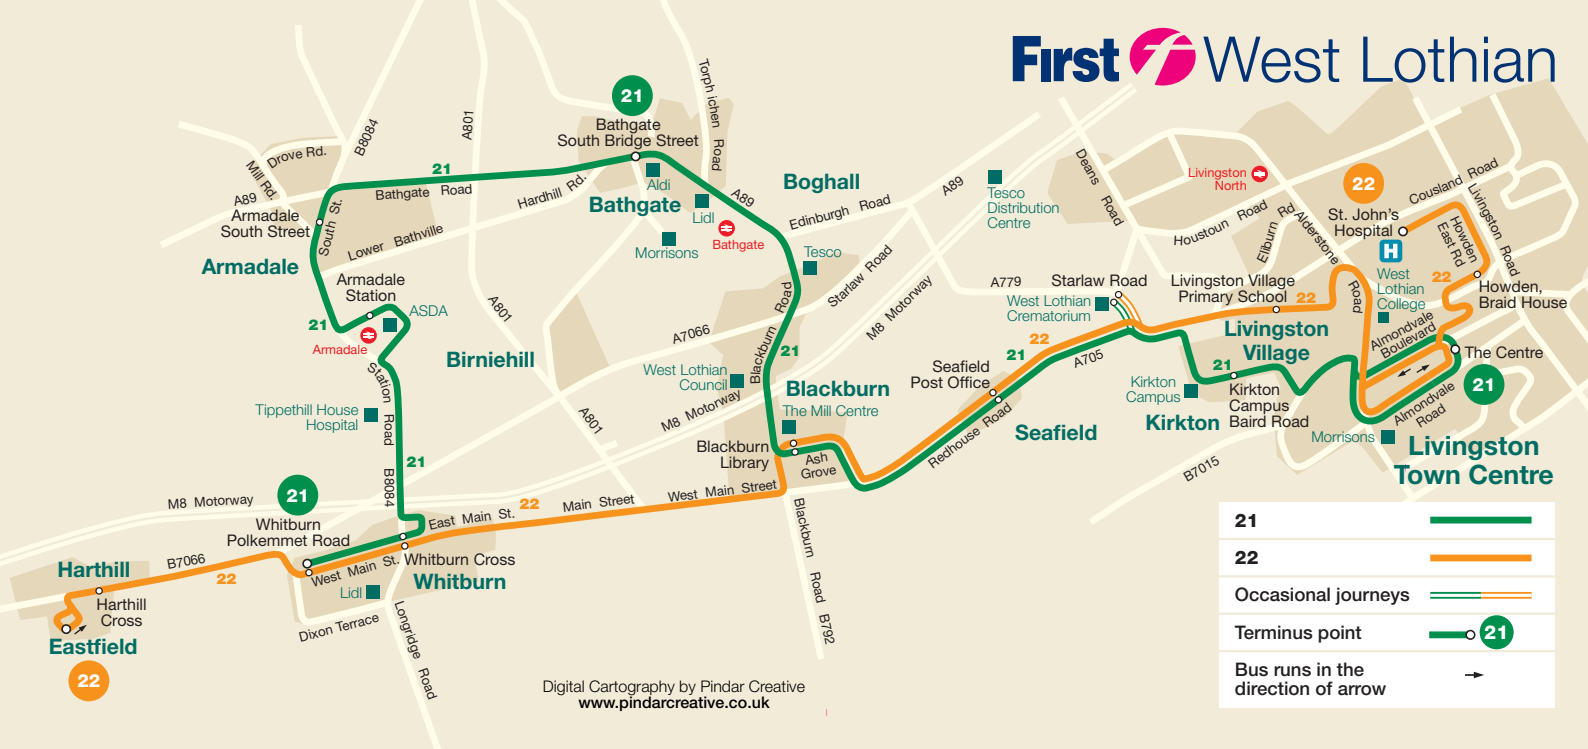 First West Lothian
21
Bathgate
South Bridge Street
Torphichen Road
B8084
A801
Drove Rd.
Mill Rd.
A89
21
Bathgate Road
Hardhill Rd.
Aldi
Bathgate
Lidl
A89
Boghall
Edinburgh Road
A89
Tesco
Distribution
Centre
Deans Road
Livingston
North
22
St. John's
Hospital
Cousland Road
Livingston Road
Houstoun Road
Eliburn Rd
Alderstone
Road
Howden
East Rd
H
West
Lothian
College
22
Howden,
Braid House
Armadale
South Street
South St.
Lower Bathville
Armadale
Armadale
Station
ASDA
21
Armadale
Morrisons
Bathgate
Tesco
Starlaw Road
M8 Motorway
A779
Starlaw Road
West Lothian
Crematorium
Livingston Village
Primary School
22
Livingston
Village
Almondvale
Boulevard
The Centre
21
A801
Birniehill
A7066
Blackburn Road
21
West Lothian
Council
M8 Motorway
Blackburn
The Mill Centre
Seafield
Post Office
21
22
A705
Redhouse Road
Seafield
Kirkton
Campus
Kirkton
21
Kirkton
Campus
Baird Road
Morrisons
Almondvale
Road
Livingston
Town Centre
B7015
Station Road
Tippethill House
Hospital
21
B8084
A801
Blackburn
Library
Ash
Grove
M8 Motorway
21
Whitburn
Polkemmet Road
East Main St.
22
Main Street
West Main Street
Blackburn Road B792
B7066
22
West Main St.
Whitburn Cross
Whitburn
Lidl
Dixon Terrace
Longridge Road
Harthill
Harthill
Cross
Eastfield
22
Digital Cartography by Pindar Creative
www.pindarcreative.co.uk
21
22
Occasional journeys
Terminus point
21
Bus runs in the
direction of arrow